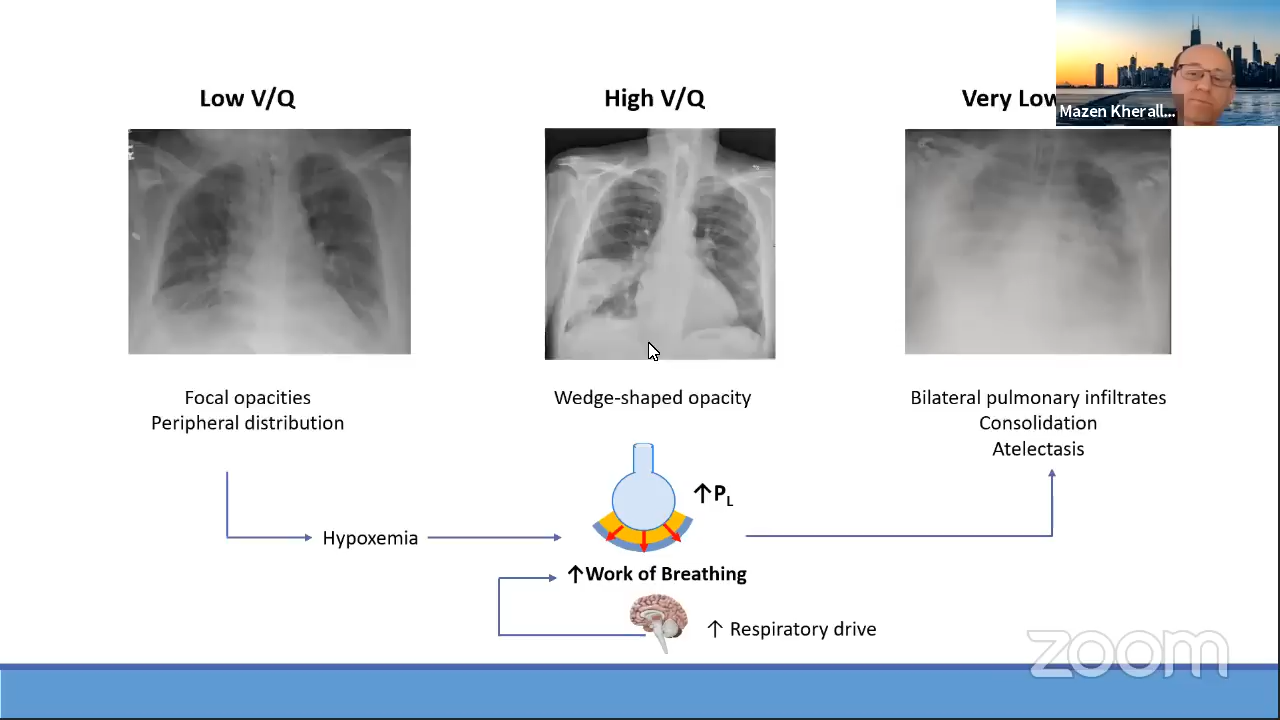 Low V/Q
High V/Q
Very Low
Mazen Kherall...
Focal opacities
Peripheral distribution
Wedge-shaped opacity
Bilateral pulmonary infiltrates
Consolidation
Atelectasis
↑PL
Hypoxemia
↑Work of Breathing
↑ Respiratory drive
zoom